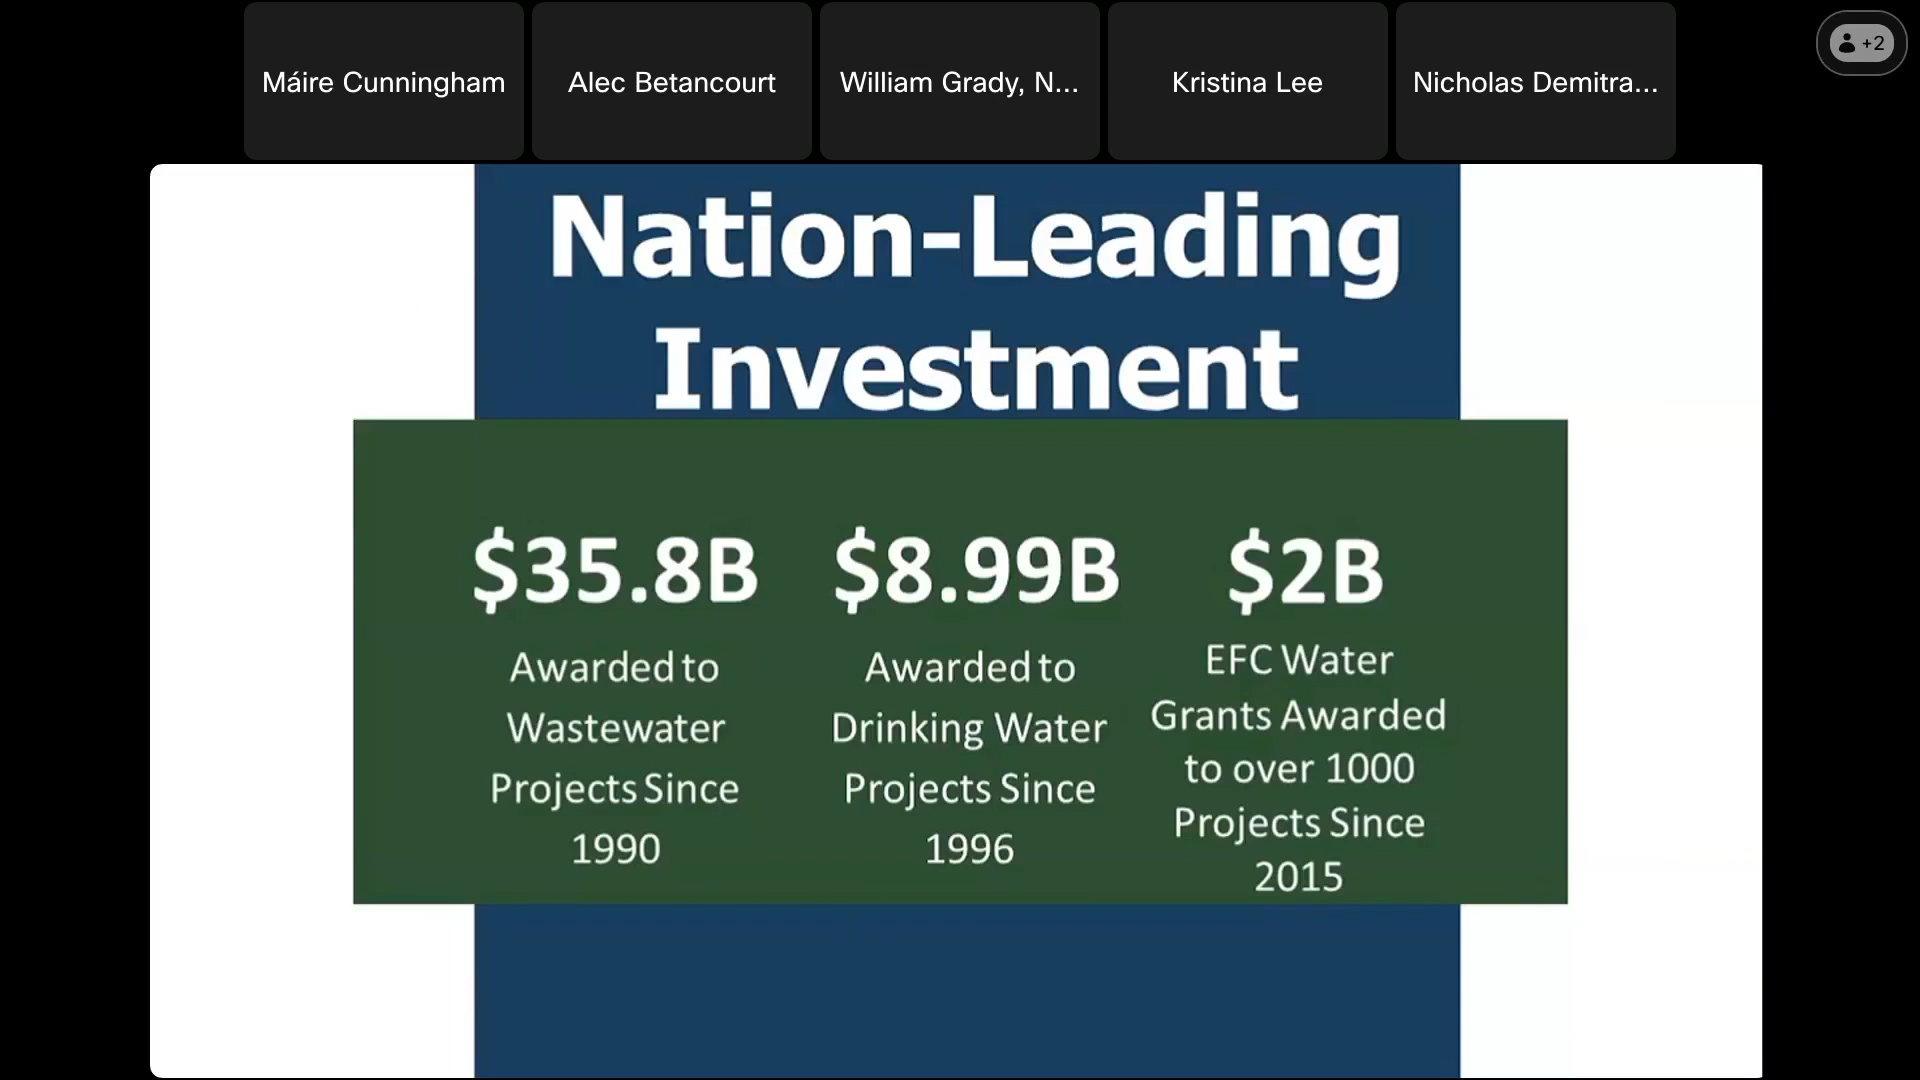 Máire Cunningham
Alec Betancourt
William Grady, N...
Kristina Lee
Nicholas Demitra...
+2
Nation-Leading
Investment
$35.8B
Awarded to
Wastewater
Projects Since
1990
$8.99B
Awarded to
Drinking Water
Projects Since
1996
$2B
EFC Water
Grants Awarded
to over 1000
Projects Since
2015